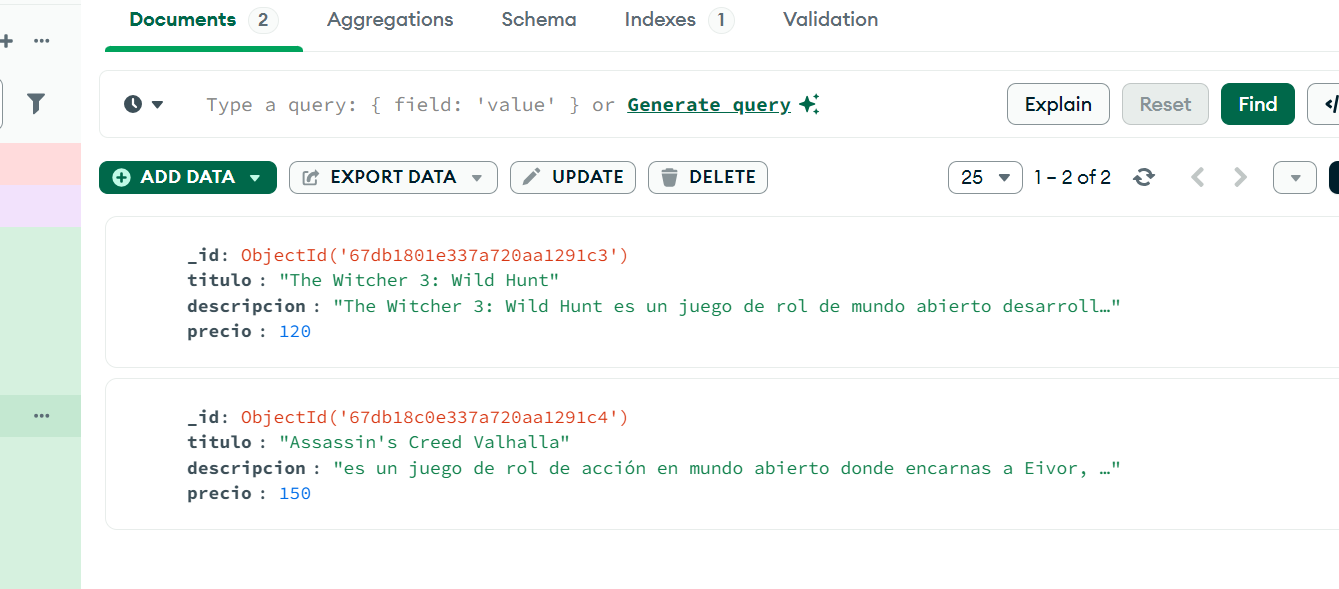 Documents 2 Aggregations Schema Indexes 1 Validation
Type a query: { field: 'value' } or Generate query Explain Reset Find </
ADD DATA EXPORT DATA UPDATE DELETE 25 1 – 2 of 2
_id: ObjectId('67db1801e337a720aa1291c3')
titulo : "The Witcher 3: Wild Hunt"
descripcion : "The Witcher 3: Wild Hunt es un juego de rol de mundo abierto desarroll…"
precio : 120
_id: ObjectId('67db18c0e337a720aa1291c4')
titulo : "Assassin's Creed Valhalla"
descripcion : "es un juego de rol de acción en mundo abierto donde encarnas a Eivor, …"
precio : 150